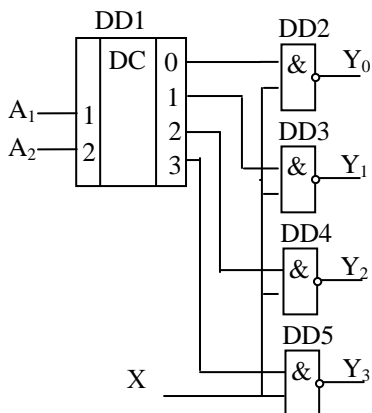 DD1
DC
A₁
A₂
1
2
0
1
2
3
DD2
&
Y₀
DD3
&
Y₁
DD4
&
Y₂
DD5
&
Y₃
X